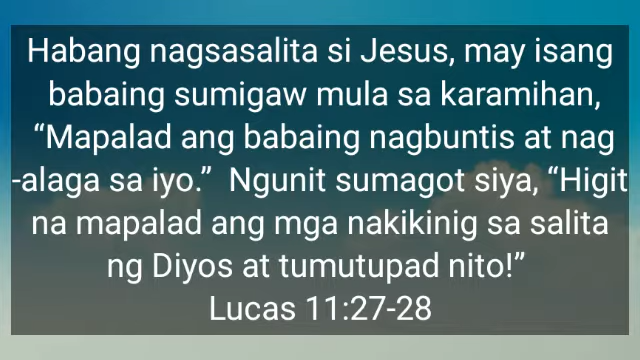 Habang nagsasalita si Jesus, may isang
babaing sumigaw mula sa karamihan,
“Mapalad ang babaing nagbuntis at nag
-alaga sa iyo.”  Ngunit sumagot siya, “Higit
na mapalad ang mga nakikinig sa salita
ng Diyos at tumutupad nito!”
Lucas 11:27-28